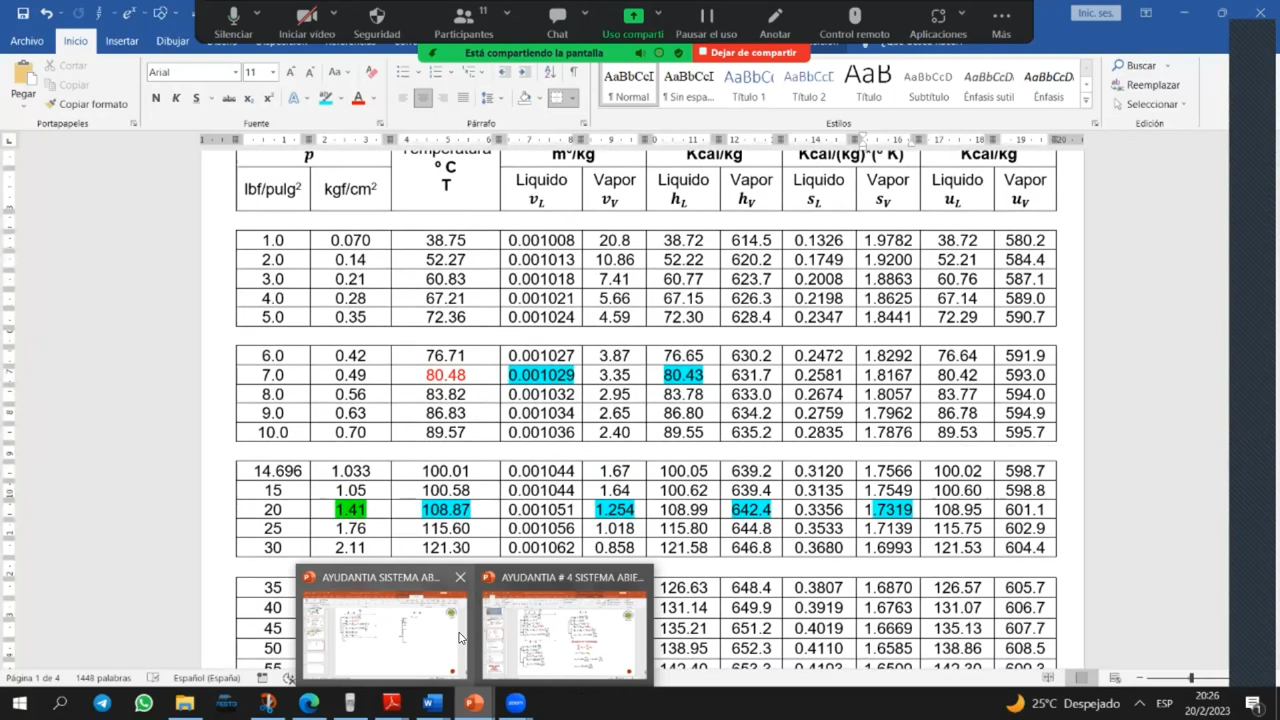 11
Inic. ses.
Silenciar
Iniciar vídeo
Seguridad
Participantes
Chat
Uso comparti
Pausar el uso
Anotar
Control remoto
Aplicaciones
Más
Archivo
Inicio
Insertar
Dibujar
Está compartiendo la pantalla
Dejar de compartir
Cortar
Copiar
Copiar formato
Pegar
Portapapeles
Arial
11
N K S
Fuente
Párrafo
AaBbCcI
¶ Normal
AaBbCcI
¶ Sin espa...
AaBbCc
Título 1
AaBbCcI
Título 2
AaB
Título
AaBbCcD
Subtítulo
AaBbCcD
Énfasis sutil
AaBbCcD
Énfasis
Estilos
Buscar
Reemplazar
Seleccionar
Edición
p Temperatura m³/kg Kcal/kg Kcal/(kg)*(° K) Kcal/kg
° C
T
lbf/pulg² kgf/cm² Liquido Vapor Liquido Vapor Liquido Vapor Liquido Vapor
vL vV hL hV sL sV uL uV
1.0 0.070 38.75 0.001008 20.8 38.72 614.5 0.1326 1.9782 38.72 580.2
2.0 0.14 52.27 0.001013 10.86 52.22 620.2 0.1749 1.9200 52.21 584.4
3.0 0.21 60.83 0.001018 7.41 60.77 623.7 0.2008 1.8863 60.76 587.1
4.0 0.28 67.21 0.001021 5.66 67.15 626.3 0.2198 1.8625 67.14 589.0
5.0 0.35 72.36 0.001024 4.59 72.30 628.4 0.2347 1.8441 72.29 590.7
6.0 0.42 76.71 0.001027 3.87 76.65 630.2 0.2472 1.8292 76.64 591.9
7.0 0.49 80.48 0.001029 3.35 80.43 631.7 0.2581 1.8167 80.42 593.0
8.0 0.56 83.82 0.001032 2.95 83.78 633.0 0.2674 1.8057 83.77 594.0
9.0 0.63 86.83 0.001034 2.65 86.80 634.2 0.2759 1.7962 86.78 594.9
10.0 0.70 89.57 0.001036 2.40 89.55 635.2 0.2835 1.7876 89.53 595.7
14.696 1.033 100.01 0.001044 1.67 100.05 639.2 0.3120 1.7566 100.02 598.7
15 1.05 100.58 0.001044 1.64 100.62 639.4 0.3135 1.7549 100.60 598.8
20 1.41 108.87 0.001051 1.254 108.99 642.4 0.3356 1.7319 108.95 601.1
25 1.76 115.60 0.001056 1.018 115.80 644.8 0.3533 1.7139 115.75 602.9
30 2.11 121.30 0.001062 0.858 121.58 646.8 0.3680 1.6993 121.53 604.4
35 126.63 648.4 0.3807 1.6870 126.57 605.7
40 131.14 649.9 0.3919 1.6763 131.07 606.7
45 135.21 651.2 0.4019 1.6669 135.13 607.7
50 138.95 652.3 0.4110 1.6585 138.86 608.5
AYUDANTIA SISTEMA AB...
AYUDANTIA # 4 SISTEMA ABIE...
Página 1 de 4
1448 palabras
Español (España)
25°C Despejado
ESP
20:26
20/2/2023